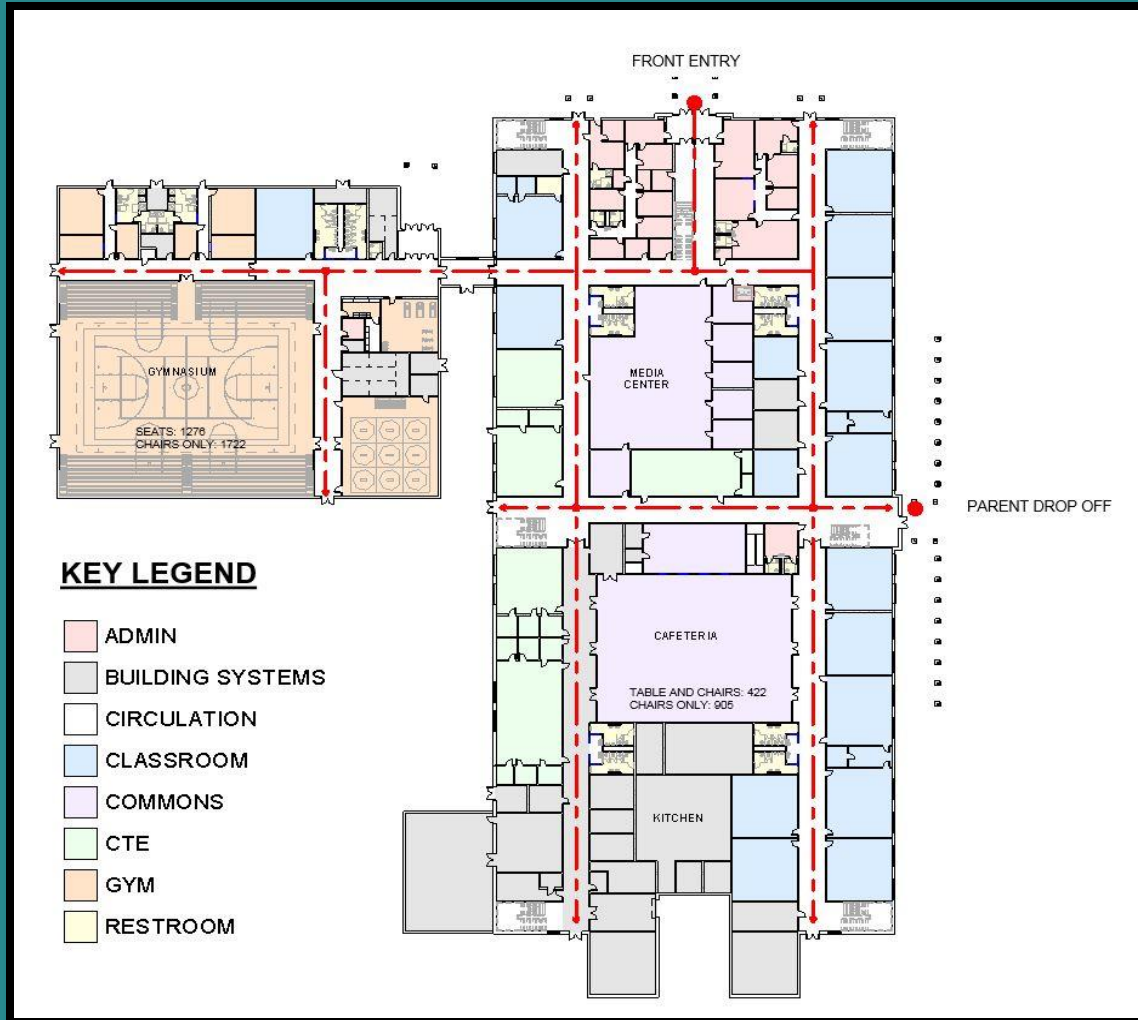 FRONT ENTRY
GYMNASIUM
SEATS: 1276
CHAIRS ONLY: 1722
MEDIA
CENTER
PARENT DROP OFF
CAFETERIA
TABLE AND CHAIRS: 422
CHAIRS ONLY: 905
KITCHEN
KEY LEGEND
ADMIN
BUILDING SYSTEMS
CIRCULATION
CLASSROOM
COMMONS
CTE
GYM
RESTROOM